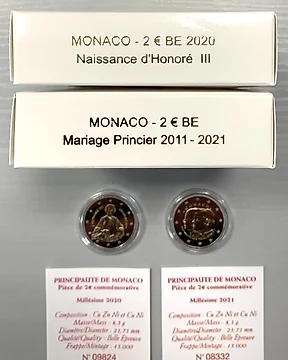 MONACO - 2 € BE 2020
Naissance d'Honoré III
MONACO - 2 € BE
Mariage Princier 2011 - 2021
PRINCIPAUTE DE MONACO
Pièce de 2€ commémorative
Millésime 2020
Composition : Cu Zn Ni et Cu Ni
Masse/Mass : 8,5 g
Diamètre/Diameter : 25,75 mm
Qualité/Quality : Belle Epreuve
Frappe/Mintage : 15.000
N° 09824
PRINCIPAUTE DE MONACO
Pièce de 2€ commémorative
Millésime 2021
Composition : Cu Zn Ni et Cu Ni
Masse/Mass : 8,5 g
Diamètre/Diameter : 25,75 mm
Qualité/Quality : Belle Epreuve
Frappe/Mintage : 15.000
N° 08332